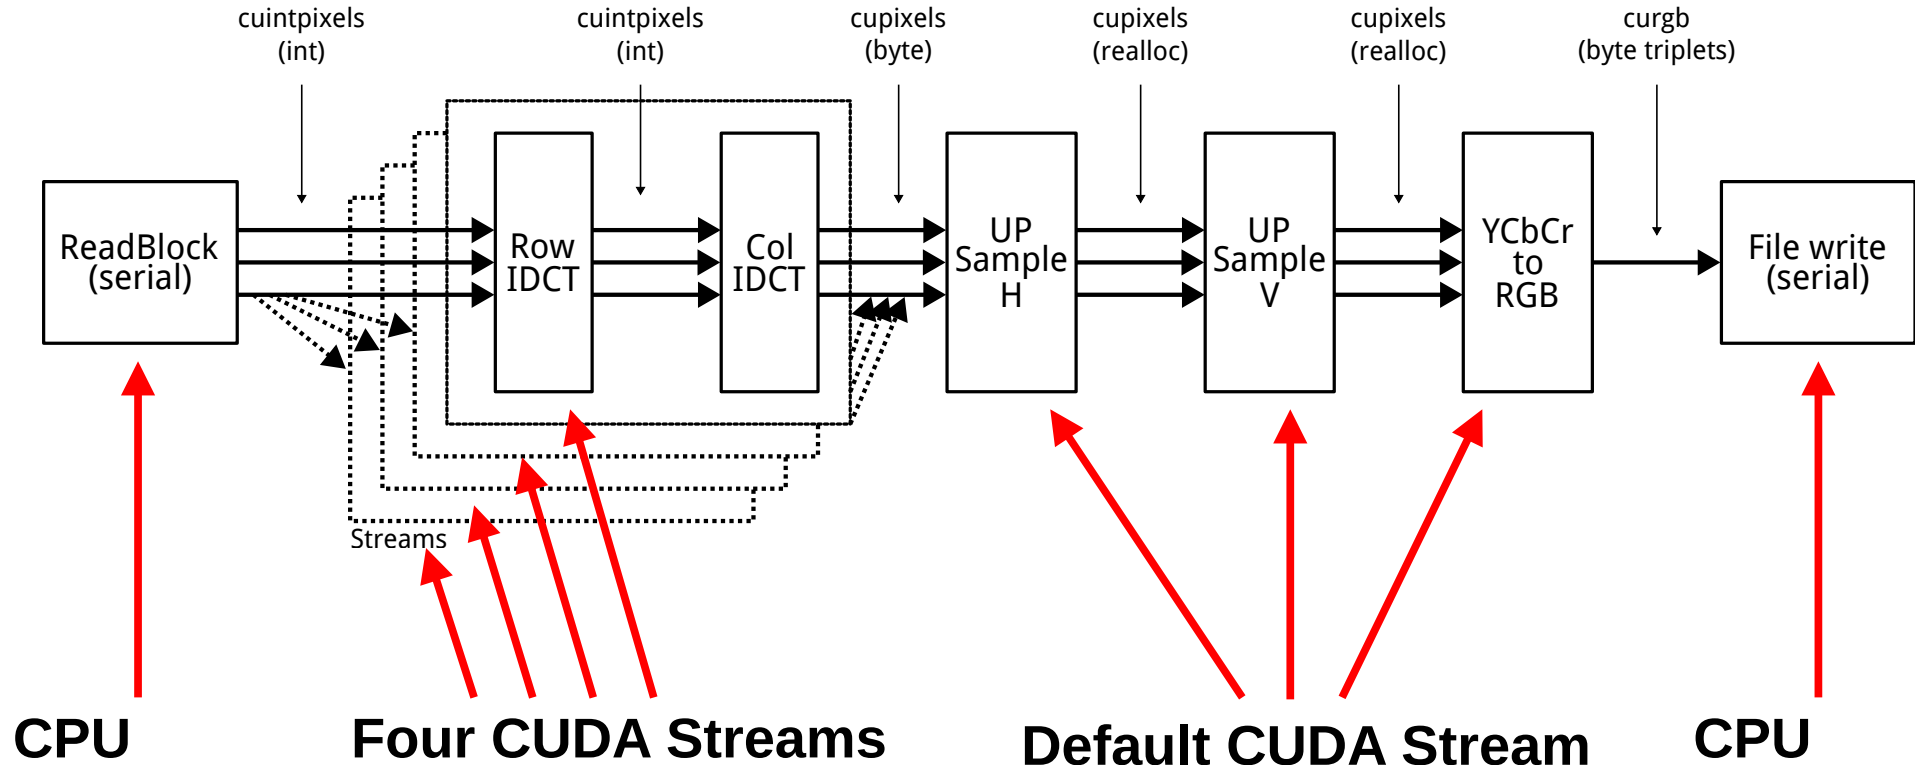 cuintpixels
(int)
cuintpixels
(int)
cupixels
(byte)
cupixels
(realloc)
cupixels
(realloc)
curgb
(byte triplets)
ReadBlock
(serial)
Row
IDCT
Col
IDCT
UP
Sample
H
UP
Sample
V
YCbCr
to
RGB
File write
(serial)
Streams
CPU
Four CUDA Streams
Default CUDA Stream
CPU